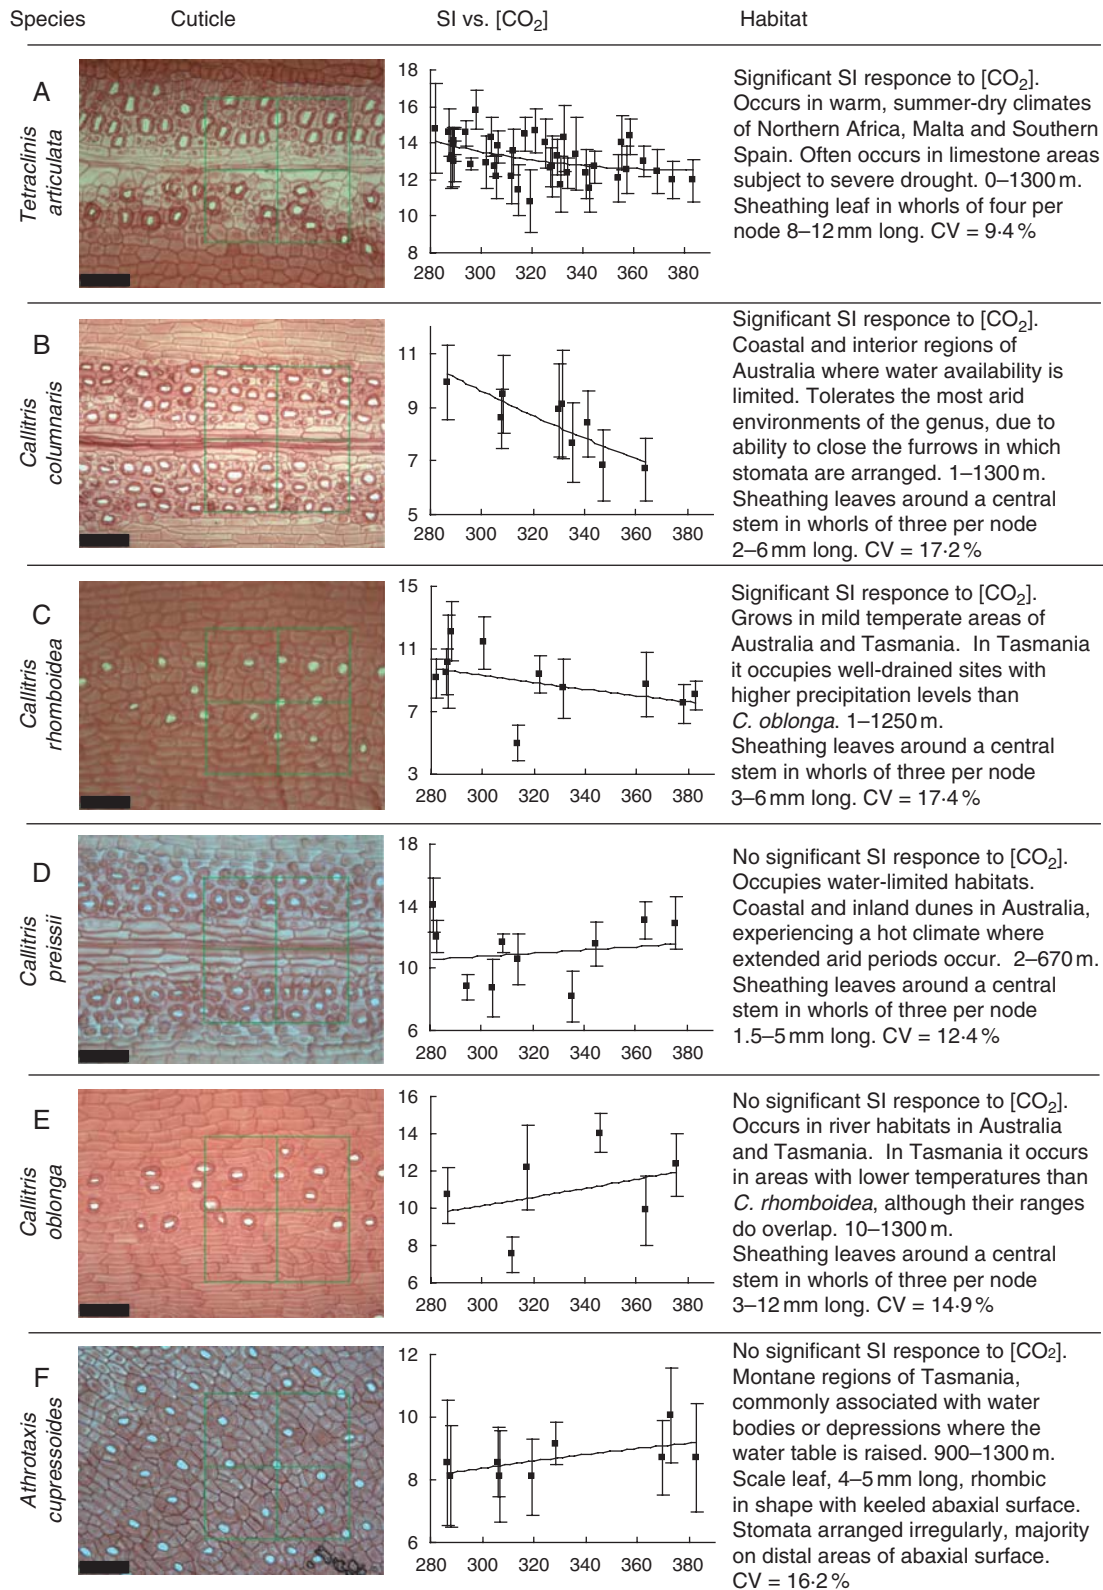 Species Cuticle SI vs. [CO₂] Habitat
A
Tetraclinis
articulata
18
16
14
12
10
8
280 300 320 340 360 380
Significant SI responce to [CO₂].
Occurs in warm, summer-dry climates
of Northern Africa, Malta and Southern
Spain. Often occurs in limestone areas
subject to severe drought. 0–1300 m.
Sheathing leaf in whorls of four per
node 8–12 mm long. CV = 9·4 %
B
Callitris
columnaris
11
9
7
5
280 300 320 340 360 380
Significant SI responce to [CO₂].
Coastal and interior regions of
Australia where water availability is
limited. Tolerates the most arid
environments of the genus, due to
ability to close the furrows in which
stomata are arranged. 1–1300 m.
Sheathing leaves around a central
stem in whorls of three per node
2–6 mm long. CV = 17·2 %
C
Callitris
rhomboidea
15
11
7
3
280 300 320 340 360 380
Significant SI responce to [CO₂].
Grows in mild temperate areas of
Australia and Tasmania. In Tasmania
it occupies well-drained sites with
higher precipitation levels than
C. oblonga. 1–1250 m.
Sheathing leaves around a central
stem in whorls of three per node
3–6 mm long. CV = 17·4 %
D
Callitris
preissii
18
14
10
6
280 300 320 340 360 380
No significant SI responce to [CO₂].
Occupies water-limited habitats.
Coastal and inland dunes in Australia,
experiencing a hot climate where
extended arid periods occur. 2–670 m.
Sheathing leaves around a central
stem in whorls of three per node
1.5–5 mm long. CV = 12·4 %
E
Callitris
oblonga
16
14
12
10
8
6
280 300 320 340 360 380
No significant SI responce to [CO₂].
Occurs in river habitats in Australia
and Tasmania. In Tasmania it occurs
in areas with lower temperatures than
C. rhomboidea, although their ranges
do overlap. 10–1300 m.
Sheathing leaves around a central
stem in whorls of three per node
3–12 mm long. CV = 14·9 %
F
Athrotaxis
cupressoides
12
10
8
6
280 300 320 340 360 380
No significant SI responce to [CO₂].
Montane regions of Tasmania,
commonly associated with water
bodies or depressions where the
water table is raised. 900–1300 m.
Scale leaf, 4–5 mm long, rhombic
in shape with keeled abaxial surface.
Stomata arranged irregularly, majority
on distal areas of abaxial surface.
CV = 16·2 %